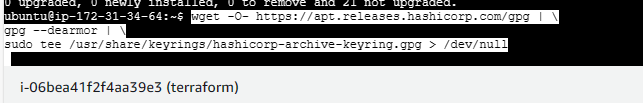 0 upgraded, 0 newly installed, 0 to remove and 21 not upgraded.
ubuntu@ip-172-31-34-64:~$ wget -O- https://apt.releases.hashicorp.com/gpg | \
gpg --dearmor | \
sudo tee /usr/share/keyrings/hashicorp-archive-keyring.gpg > /dev/null
i-06bea41f2f4aa39e3 (terraform)